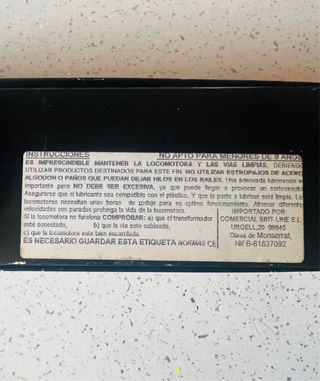 INSTRUCCIONES NO APTO PARA MENORES DE 8 AÑOS
ES IMPRESCINDIBLE MANTENER LA LOCOMOTORA Y LAS VIAS LIMPIAS, DEBIENDO
UTILIZAR PRODUCTOS DESTINADOS PARA ESTE FIN. NO UTILIZAR ESTROPAJOS DE ACERO
ALGODON O PAÑOS QUE PUEDAN DEJAR HILOS EN LOS RAILES. Una adecuada lubricación es
importante pero NO DEBE SER EXCESIVA, ya que puede llegar a provocar un cortocircuito.
Asegurarse que el lubricante sea compatible con el plástico, Y que la parte a lubricar esté limpia. Las
locomotoras necesitan unas horas de rodaje para su óptimo funcionamiento. Alternar diferentes
velocidades con paradas prolonga la vida de la locomotora.
Si la locomotora no funciona COMPROBAR: a) que el transformador
esté conectado, b) que la vía este cableada,
c) que la locomotora este bien encarrilada
ES NECESARIO GUARDAR ESTA ETIQUETA NORMAS CE
IMPORTADO POR:
COMERCIAL BRIT-LINE S.L
URGELL,20 08640
Olesa de Monserrat,
NIF B-61837092